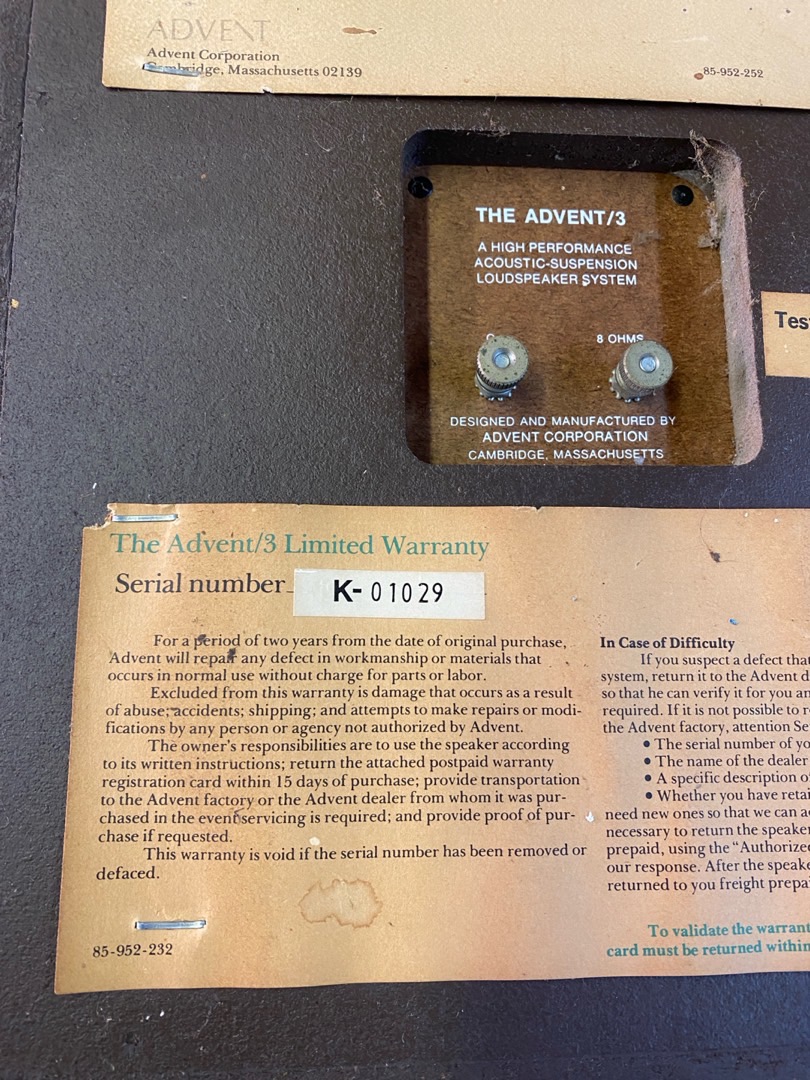 ADVENT
Advent Corporation
Cambridge, Massachusetts 02139
85-952-252
THE ADVENT/3
A HIGH PERFORMANCE
ACOUSTIC-SUSPENSION
LOUDSPEAKER SYSTEM
8 OHMS
DESIGNED AND MANUFACTURED BY
ADVENT CORPORATION
CAMBRIDGE, MASSACHUSETTS
The Advent/3 Limited Warranty
Serial number K-01029
For a period of two years from the date of original purchase,
Advent will repair any defect in workmanship or materials that
occurs in normal use without charge for parts or labor.
Excluded from this warranty is damage that occurs as a result
of abuse; accidents; shipping; and attempts to make repairs or modi-
fications by any person or agency not authorized by Advent.
The owner's responsibilities are to use the speaker according
to its written instructions; return the attached postpaid warranty
registration card within 15 days of purchase; provide transportation
to the Advent factory or the Advent dealer from whom it was pur-
chased in the event servicing is required; and provide proof of pur-
chase if requested.
This warranty is void if the serial number has been removed or
defaced.
85-952-232
In Case of Difficulty
If you suspect a defect that
system, return it to the Advent
so that he can verify it for you
required. If it is not possible to
the Advent factory, attention
• The serial number of
• The name of the dealer
• A specific description
• Whether you have
need new ones so that we can
necessary to return the
prepaid, using the
our response. After the
returned to you freight
To validate the
card must be returned within